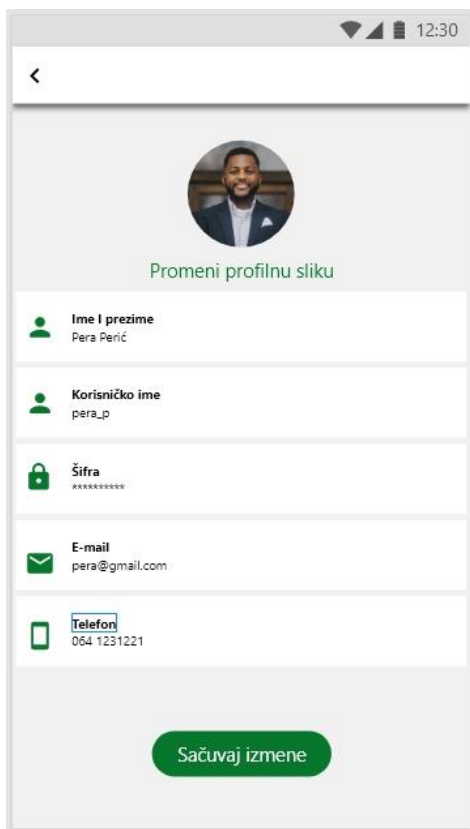 12:30
Promeni profilnu sliku
Ime I prezime
Pera Perić
Korisničko ime
pera_p
Šifra
**********
E-mail
pera@gmail.com
Telefon
064 1231221
Sačuvaj izmene